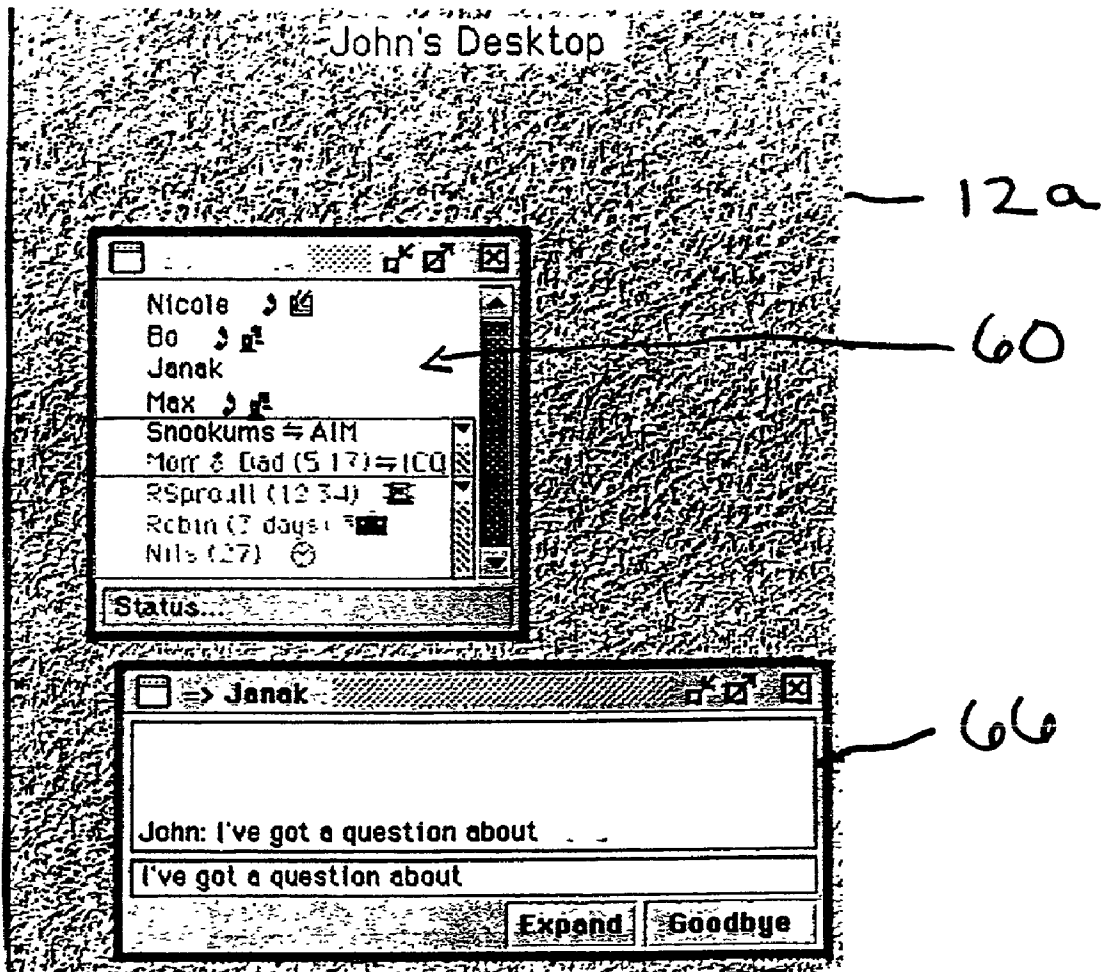 John's Desktop
12a
Nicole
Bo
60
Janak
Max
Snookums ⇋ AIM
Mom & Dad (5 17) ⇋ ICQ
RSproull (12 34)
Robin (7 days)
Nils (27)
Status...
=> Janak
66
John: I've got a question about
I've got a question about
Expand
Goodbye